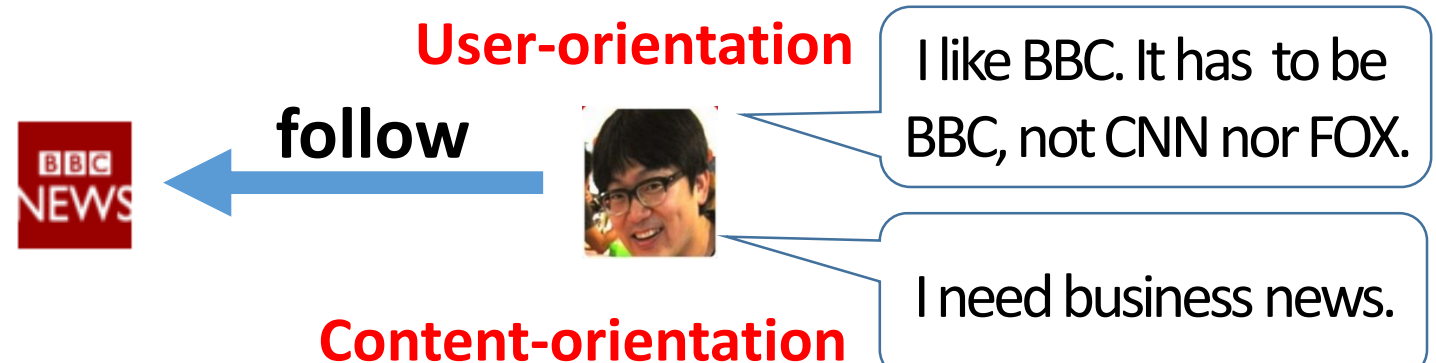 User-orientation
I like BBC. It has to be
BBC, not CNN nor FOX.
follow
BBC
NEWS
I need business news.
Content-orientation